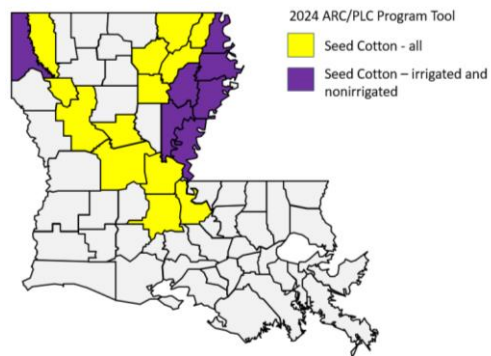 2024 ARC/PLC Program Tool
Seed Cotton - all
Seed Cotton – irrigated and
nonirrigated